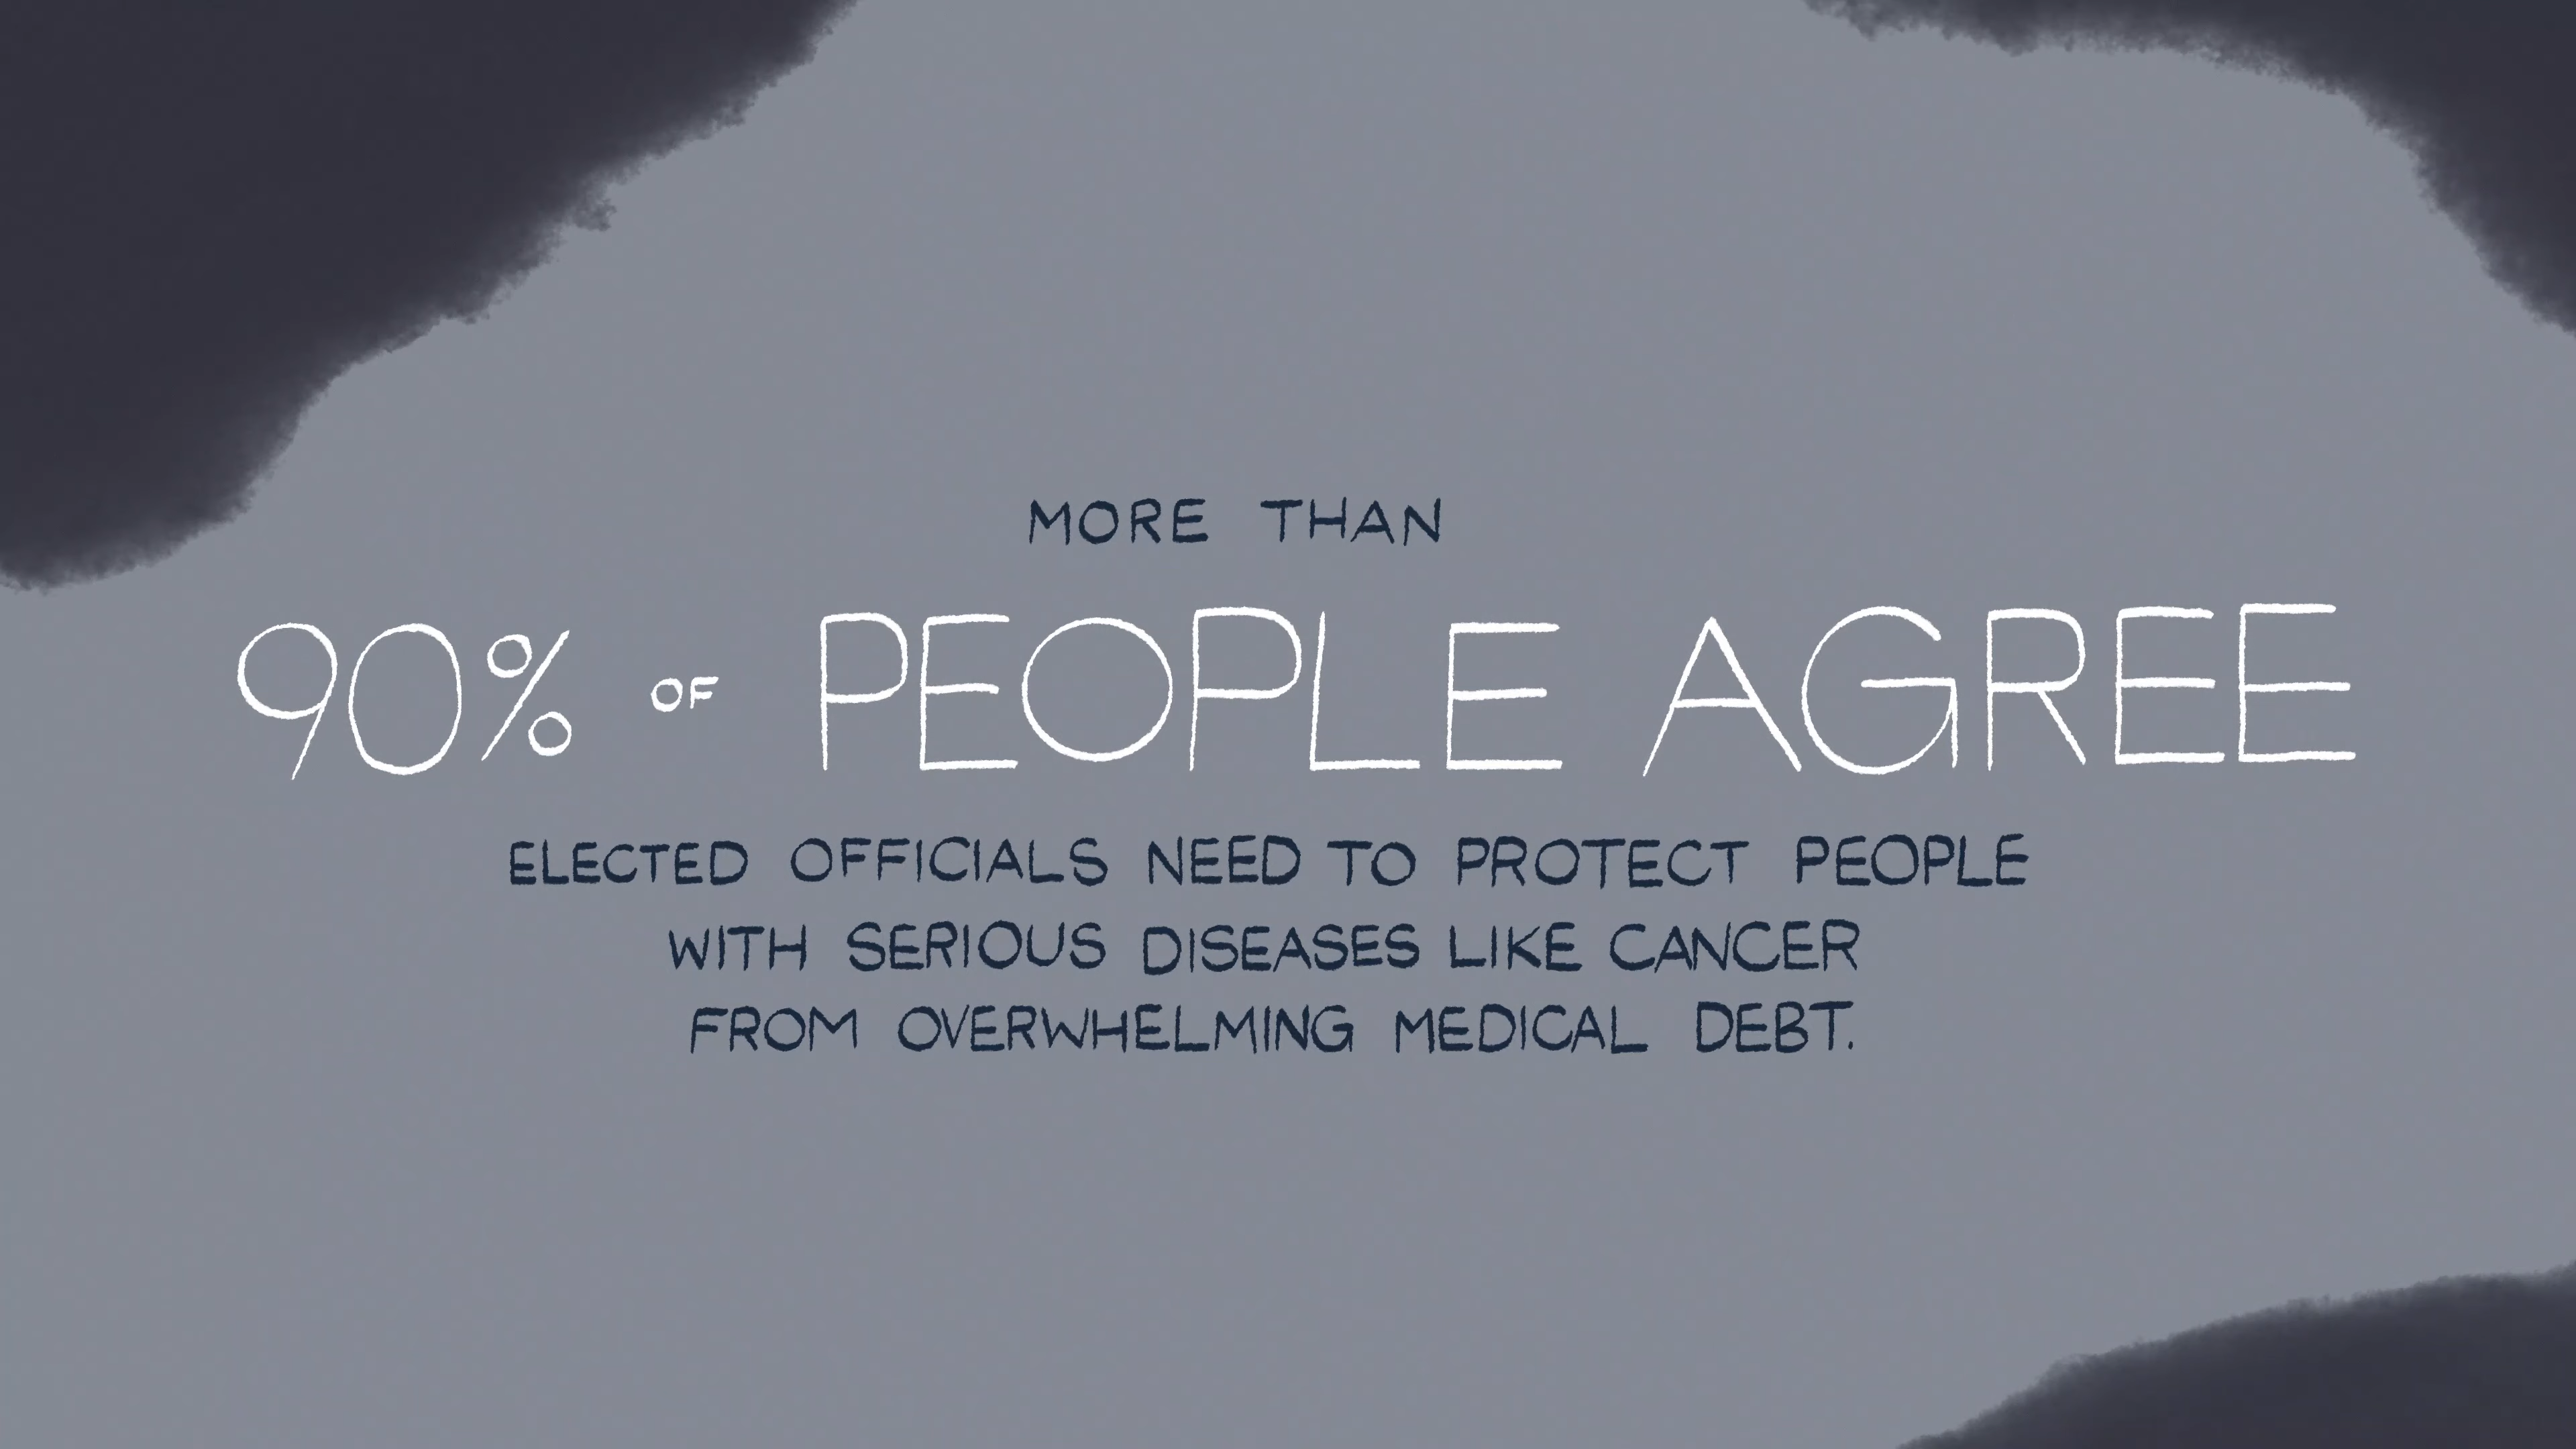 MORE THAN
90% OF PEOPLE AGREE
ELECTED OFFICIALS NEED TO PROTECT PEOPLE
WITH SERIOUS DISEASES LIKE CANCER
FROM OVERWHELMING MEDICAL DEBT.